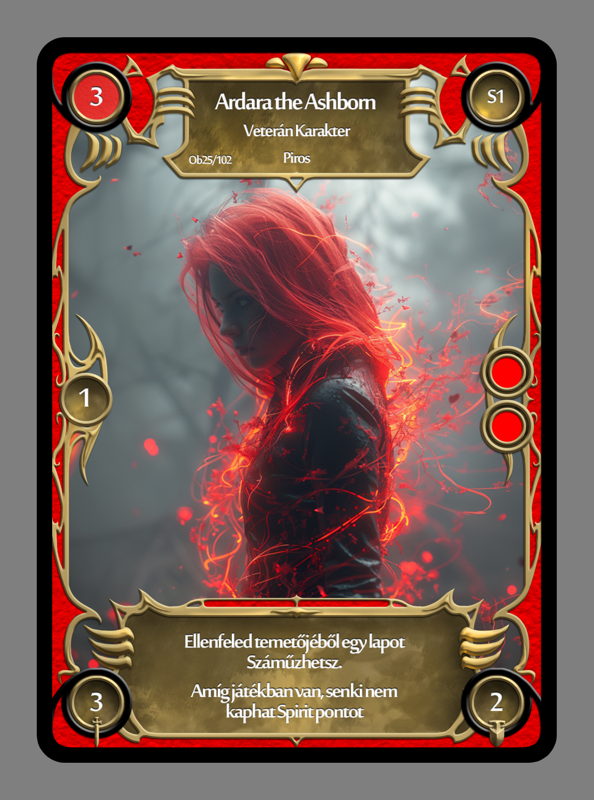 3
Ardara the Ashborn
S1
Veterán Karakter
Ob25/102
Piros
1
Ellenfeled temetőjéből egy lapot
Száműzhetsz.
Amíg játékban van, senki nem
kaphat Spirit pontot
3
2